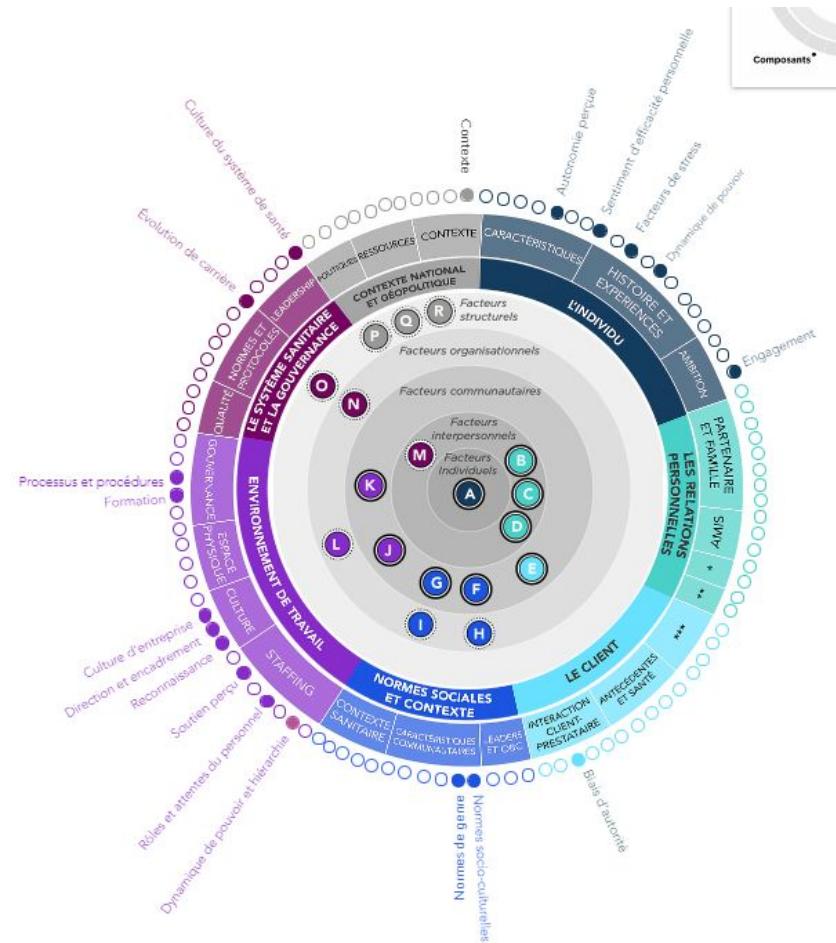 Composants
Contexte
Autonomie perçue
Sentiment d'efficacité personnelle
Facteurs de stress
Dynamique de pouvoir
Engagement
Culture du système de santé
Évolution de carrière
Processus et procédures
Formation
Culture d'entreprise
Direction et encadrement
Reconnaissance
Soutien perçu
Rôles et attentes du personnel
Dynamique de pouvoir et hiérarchie
Normes de genre
Normes socio-culturelles
Biais d'autorité
POLITIQUES
RESSOURCES
CONTEXTE
CARACTÉRISTIQUES
HISTOIRE ET
EXPERIENCES
AMBITION
PARTENAIRE
ET FAMILLE
AMIS
*
**
***
ANTÉCÉDENTES
ET SANTÉ
INTERACTION
CLIENT-
PRESTATAIRE
LEADERS
ET OBC
CARACTÉRISTIQUES
COMMUNAUTAIRES
CONTEXTE
SANITAIRE
STAFFING
CULTURE
ESPACE
PHYSIQUE
GOUVERNANCE
QUALITÉ
NORMES ET
PROTOCOLES
LEADERSHIP
CONTEXTE NATIONAL
ET GÉOPOLITIQUE
L'INDIVIDU
LES RELATIONS
PERSONNELLES
LE CLIENT
NORMES SOCIALES
ET CONTEXTE
ENVIRONNEMENT DE TRAVAIL
LE SYSTÈME SANITAIRE
ET LA GOUVERNANCE
Facteurs
structurels
Facteurs organisationnels
Facteurs communautaires
Facteurs
interpersonnels
Facteurs
Individuels
P
Q
R
O
N
M
B
K
A
C
D
L
J
E
G
F
I
H